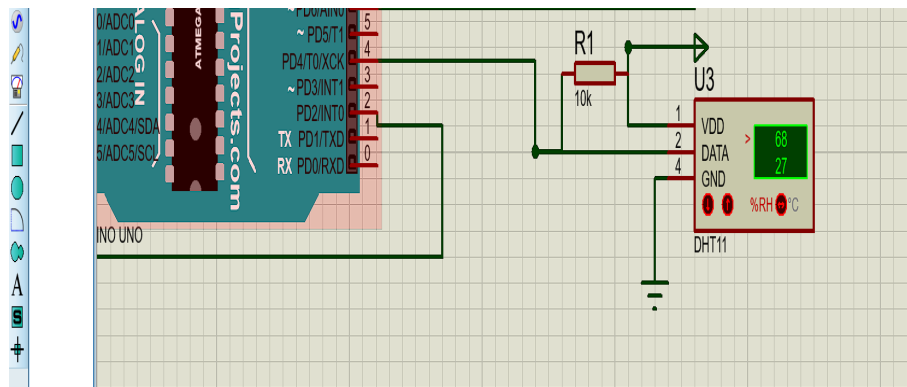 PD6/AIN0
~ PD5/T1
5
PD4/T0/XCK
4
~ PD3/INT1
3
PD2/INT0
2
TX PD1/TXD
1
RX PD0/RXD
0
0/ADC0
1/ADC1
2/ADC2
3/ADC3
4/ADC4/SDA
5/ADC5/SCL
ALOG IN
ATMEGA
Projects.com
INO UNO
R1
10k
U3
1
VDD
2
DATA
4
GND
>
68
27
%RH
°C
DHT11
A
S